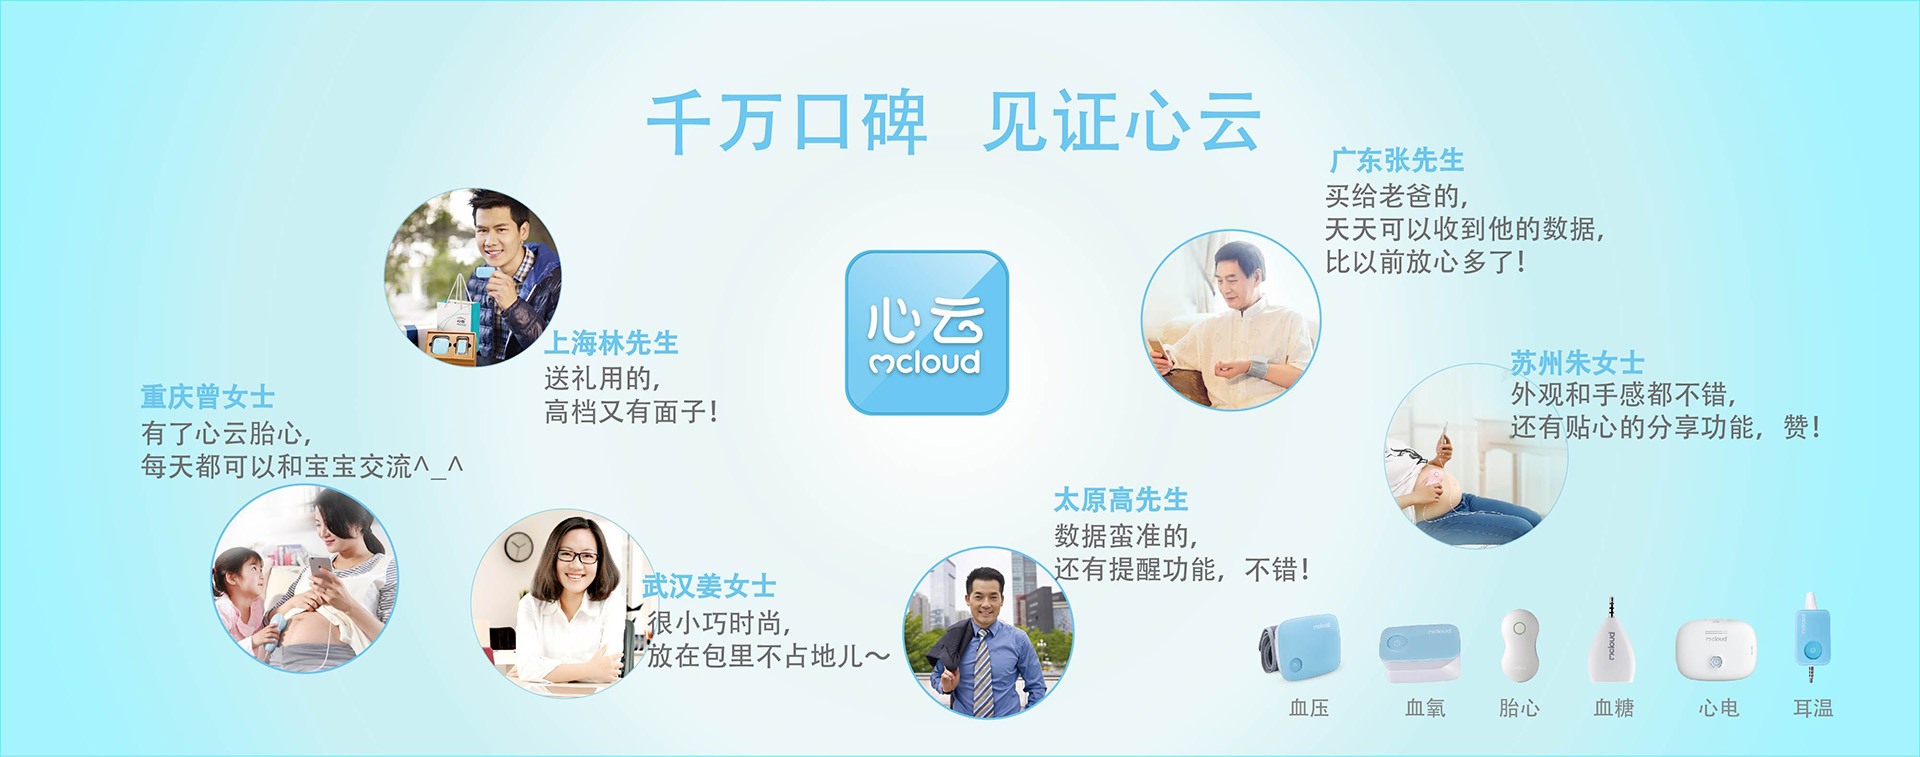 千万口碑 见证心云
广东张先生
买给老爸的,
天天可以收到他的数据,
比以前放心多了!
心云
mcloud
上海林先生
送礼用的,
高档又有面子!
苏州朱女士
外观和手感都不错,
还有贴心的分享功能, 赞!
重庆曾女士
有了心云胎心,
每天都可以和宝宝交流^_^
太原高先生
数据蛮准的,
还有提醒功能, 不错!
武汉姜女士
很小巧时尚,
放在包里不占地儿~
mcloud
mcloud
mcloud
血压
血氧
胎心
血糖
心电
耳温